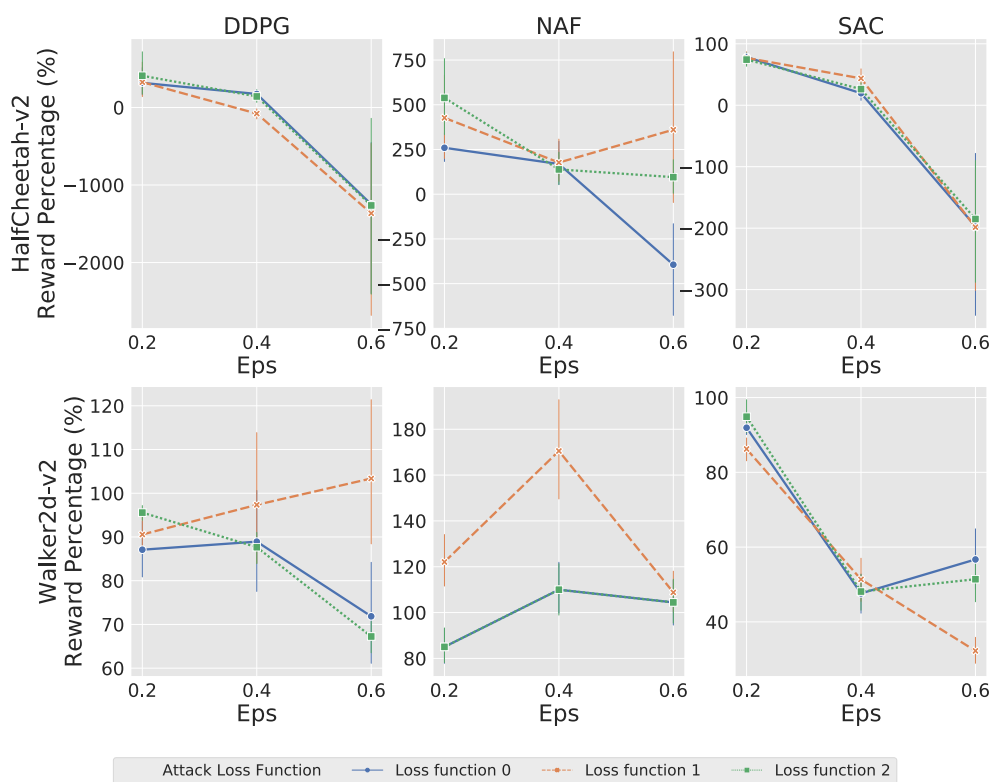 DDPG NAF SAC
HalfCheetah-v2
Reward Percentage (%)
0
−1000
−2000
0.2 0.4 0.6
Eps
750
500
250
0
−250
−500
−750
0.2 0.4 0.6
Eps
100
0
−100
−200
−300
0.2 0.4 0.6
Eps
Walker2d-v2
Reward Percentage (%)
120
110
100
90
80
70
60
0.2 0.4 0.6
Eps
180
160
140
120
100
80
0.2 0.4 0.6
Eps
100
80
60
40
0.2 0.4 0.6
Eps
Attack Loss Function Loss function 0 Loss function 1 Loss function 2